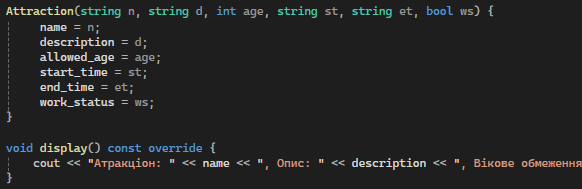 Attraction(string n, string d, int age, string st, string et, bool ws) {
name = n;
description = d;
allowed_age = age;
start_time = st;
end_time = et;
work_status = ws;
}
void display() const override {
cout << "Атракціон: " << name << ", Опис: " << description << ", Вікове обмеження
}